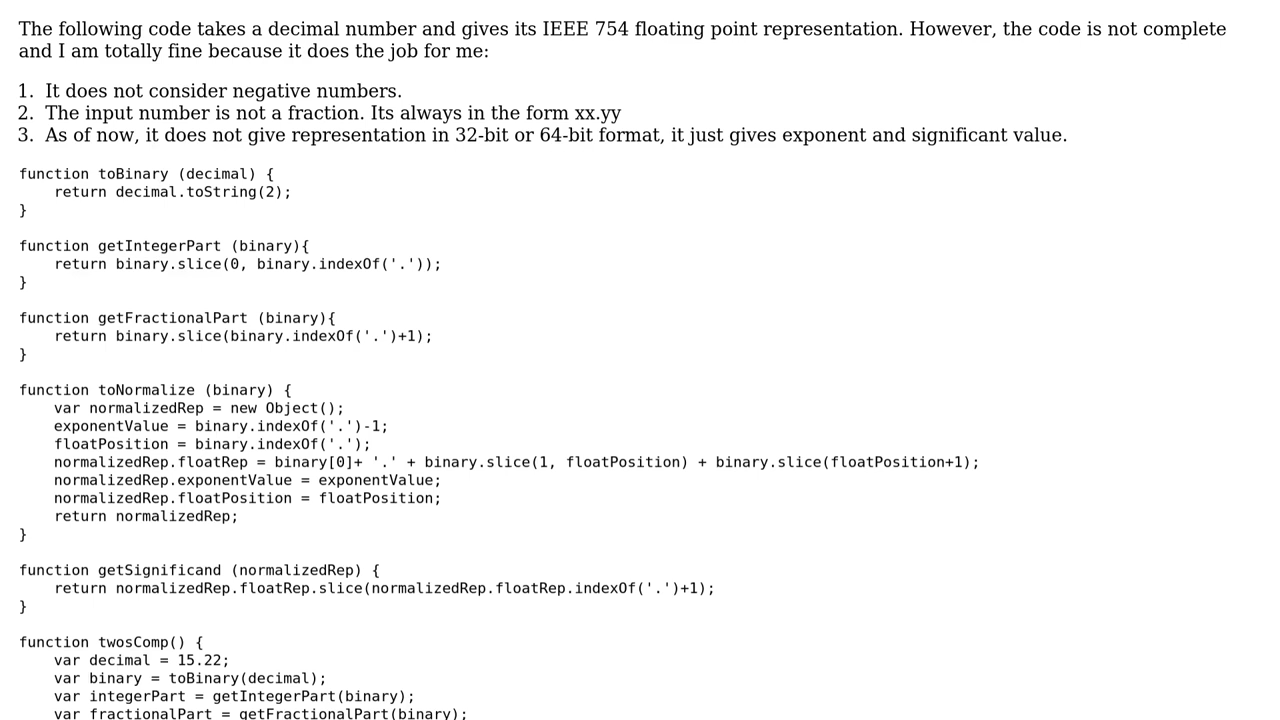 The following code takes a decimal number and gives its IEEE 754 floating point representation. However, the code is not complete
and I am totally fine because it does the job for me:
1. It does not consider negative numbers.
2. The input number is not a fraction. Its always in the form xx.yy
3. As of now, it does not give representation in 32-bit or 64-bit format, it just gives exponent and significant value.
function toBinary (decimal) {
    return decimal.toString(2);
}
function getIntegerPart (binary){
    return binary.slice(0, binary.indexOf('.'));
}
function getFractionalPart (binary){
    return binary.slice(binary.indexOf('.')+1);
}
function toNormalize (binary) {
    var normalizedRep = new Object();
    exponentValue = binary.indexOf('.')-1;
    floatPosition = binary.indexOf('.');
    normalizedRep.floatRep = binary[0]+ '.' + binary.slice(1, floatPosition) + binary.slice(floatPosition+1);
    normalizedRep.exponentValue = exponentValue;
    normalizedRep.floatPosition = floatPosition;
    return normalizedRep;
}
function getSignificand (normalizedRep) {
    return normalizedRep.floatRep.slice(normalizedRep.floatRep.indexOf('.')+1);
}
function twosComp() {
    var decimal = 15.22;
    var binary = toBinary(decimal);
    var integerPart = getIntegerPart(binary);
    var fractionalPart = getFractionalPart(binary);